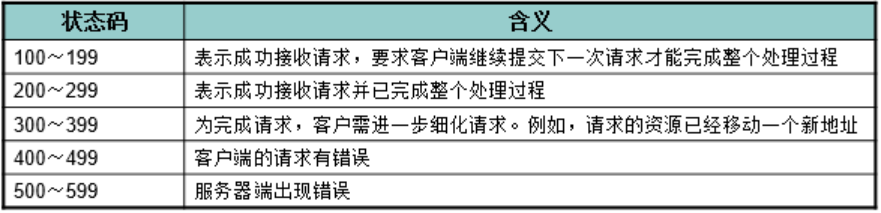 状态码 含义
100～199 表示成功接收请求，要求客户端继续提交下一次请求才能完成整个处理过程
200～299 表示成功接收请求并已完成整个处理过程
300～399 为完成请求，客户需进一步细化请求。例如，请求的资源已经移动一个新地址
400～499 客户端的请求有错误
500～599 服务器端出现错误